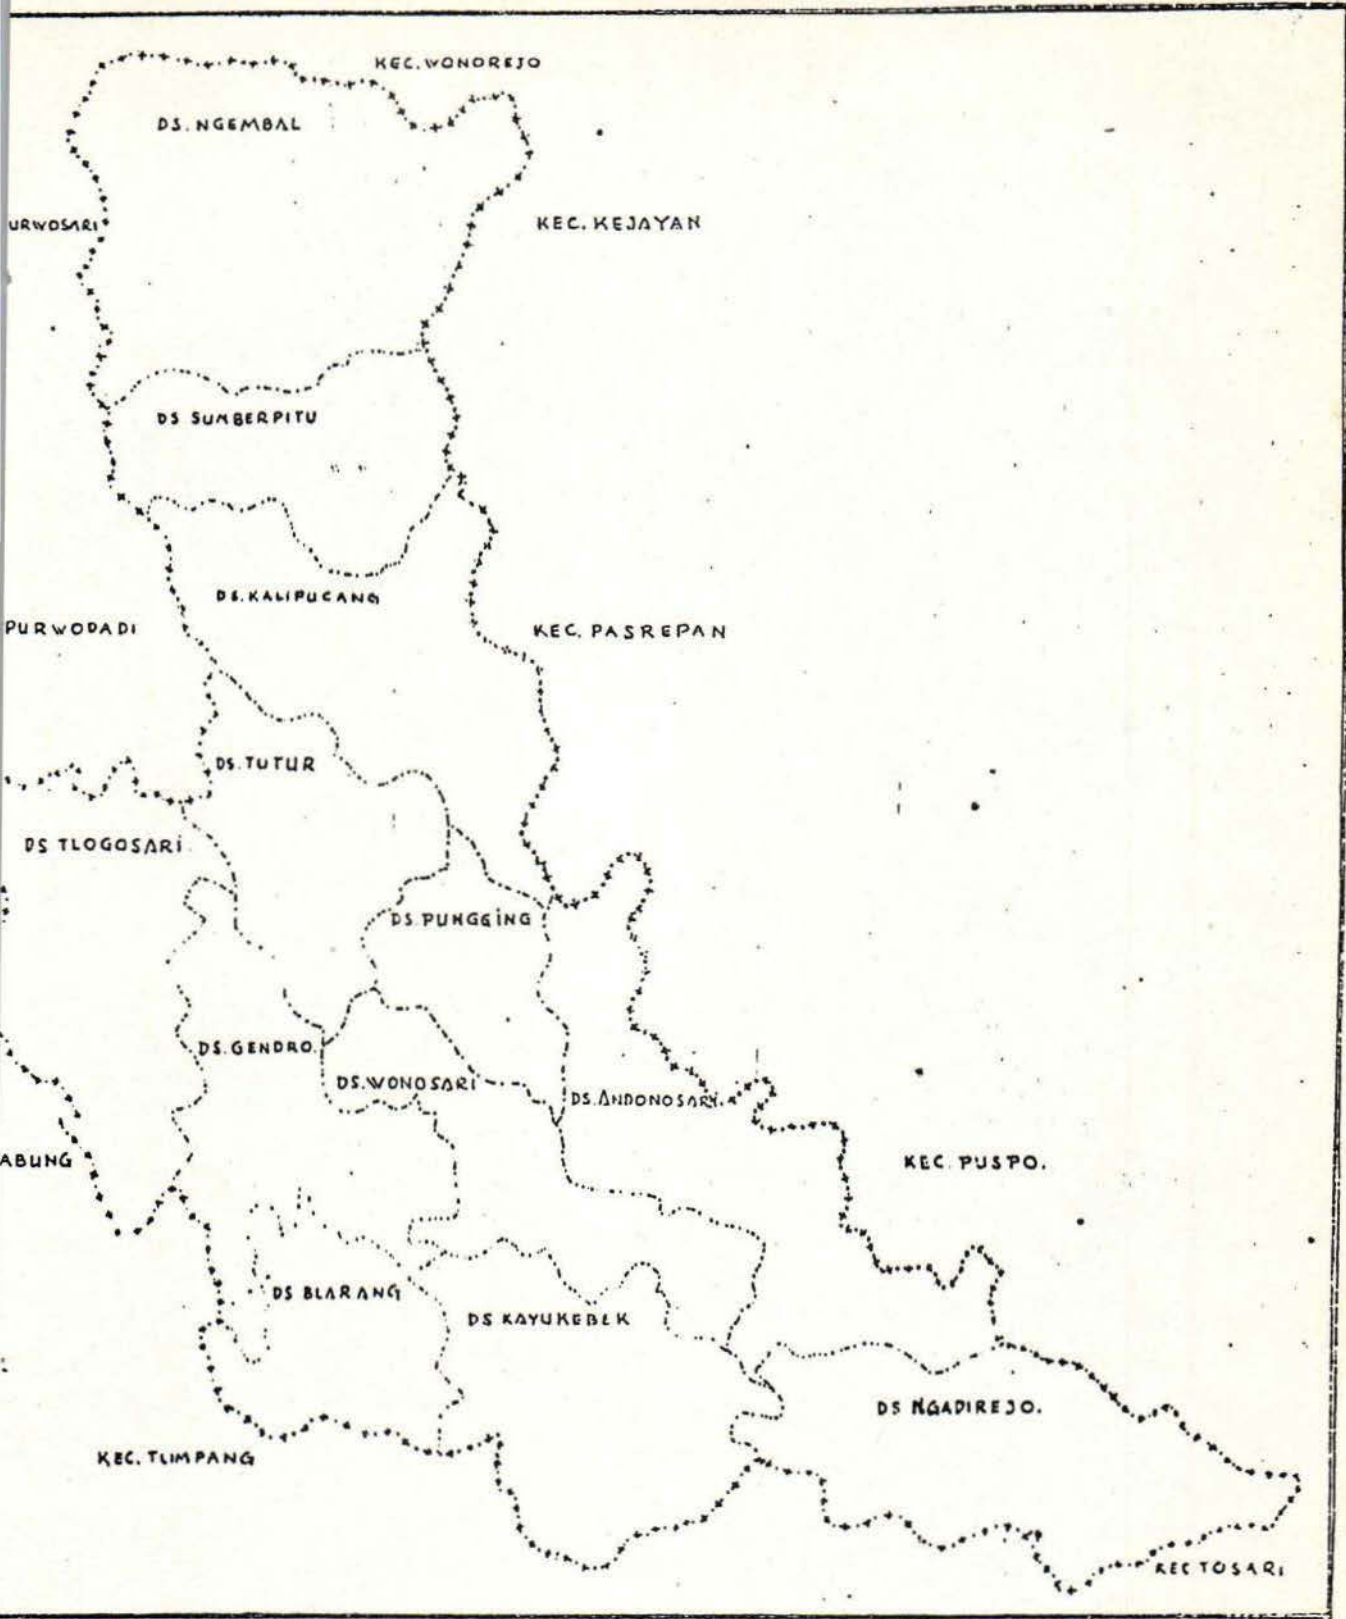 KEC. WONOREJO
DS. NGEMBAL
URWOSARI
KEC. KEJAYAN
DS SUMBERPITU
DS. KALIPUCANG
PURWODADI
KEC. PASREPAN
DS. TUTUR
DS TLOGOSARI
DS. PUNGGING
DS. GENDRO.
DS. WONOSARI
DS. ANDONOSARI.
ABUNG
KEC. PUSPO.
DS BLARANG
DS KAYUKEBEK
DS NGADIREJO.
KEC. TUMPANG
KEC TOSARI